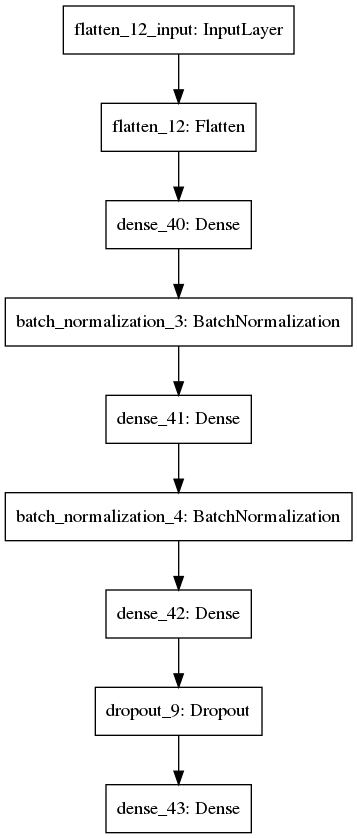 flatten_12_input: InputLayer
flatten_12: Flatten
dense_40: Dense
batch_normalization_3: BatchNormalization
dense_41: Dense
batch_normalization_4: BatchNormalization
dense_42: Dense
dropout_9: Dropout
dense_43: Dense